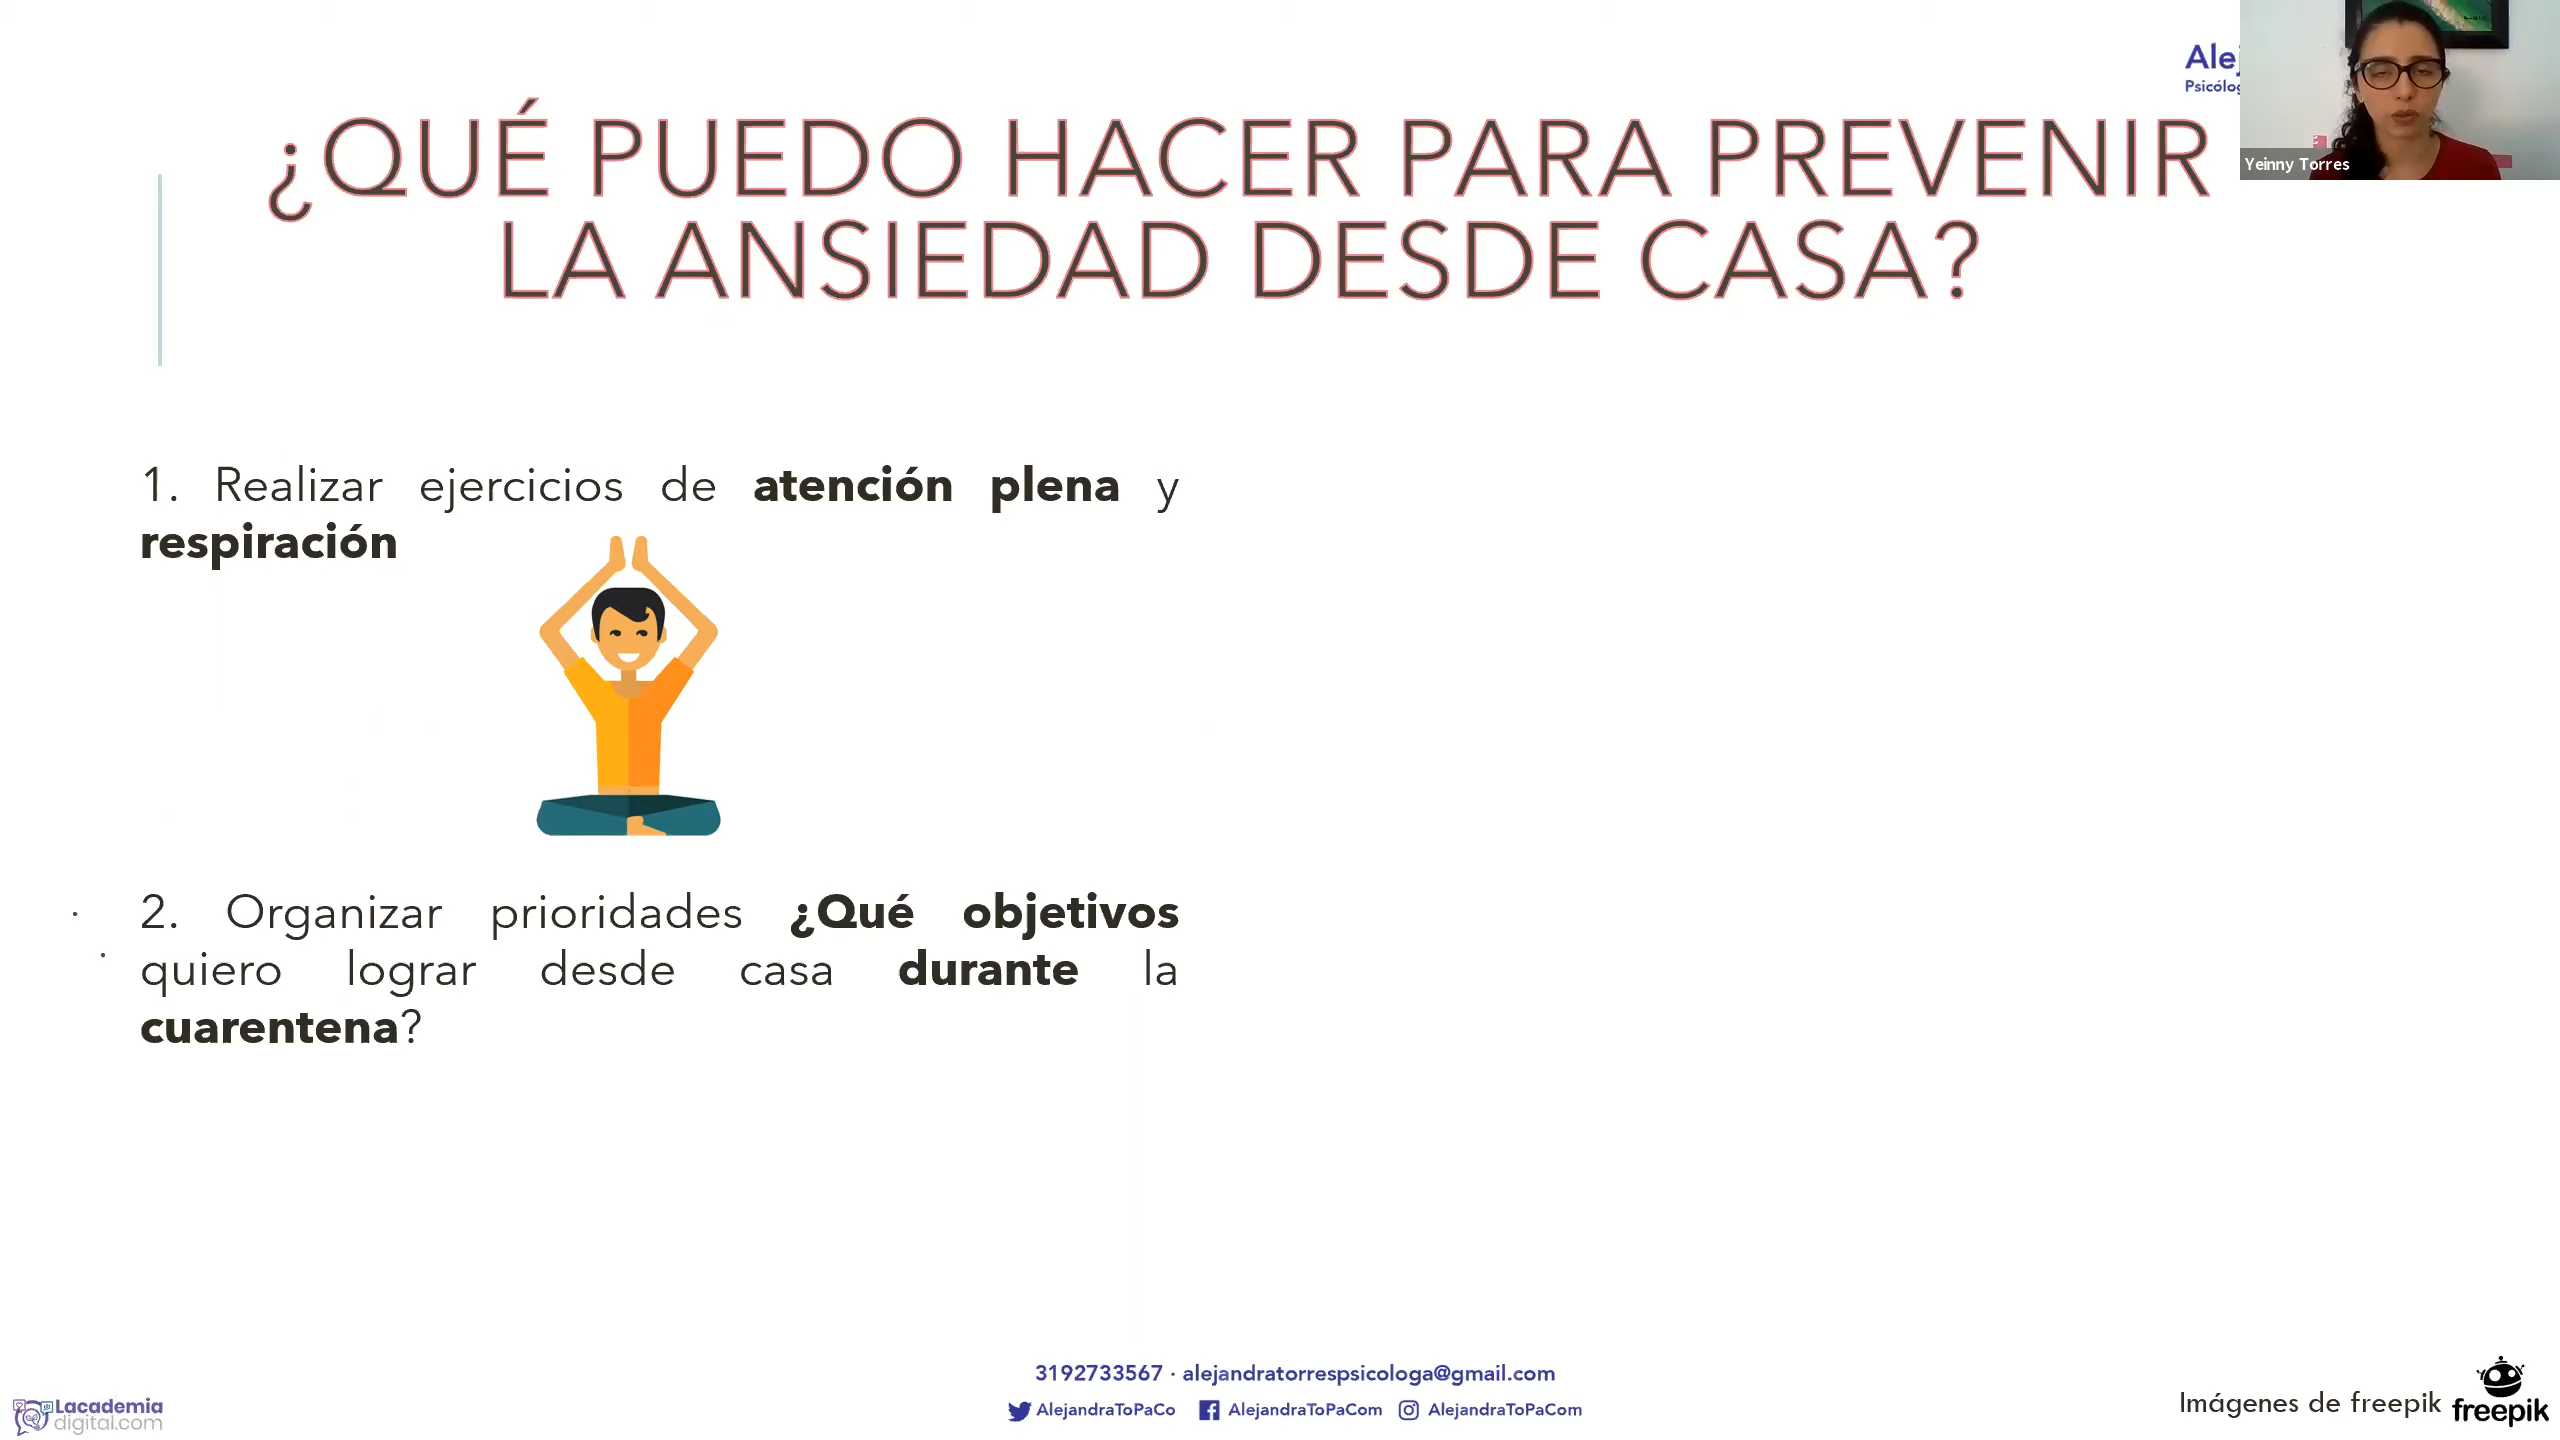 ¿QUÉ PUEDO HACER PARA PREVENIR
LA ANSIEDAD DESDE CASA?
Yeinny Torres
1. Realizar ejercicios de atención plena y
respiración
2. Organizar prioridades ¿Qué objetivos
quiero lograr desde casa durante la
cuarentena?
3192733567 · alejandratorrespsicologa@gmail.com
AlejandraToPaCo AlejandraToPaCom AlejandraToPaCom
Lacademia
digital.com
Imágenes de freepik
freepik